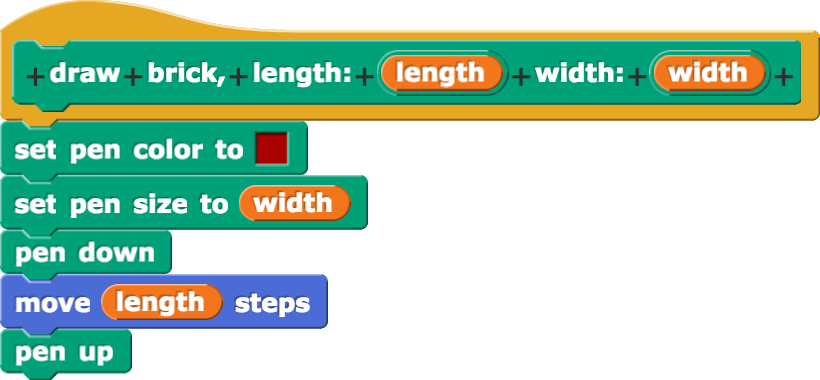 + draw + brick, + length: + length + width: + width +
set pen color to
set pen size to width
pen down
move length steps
pen up